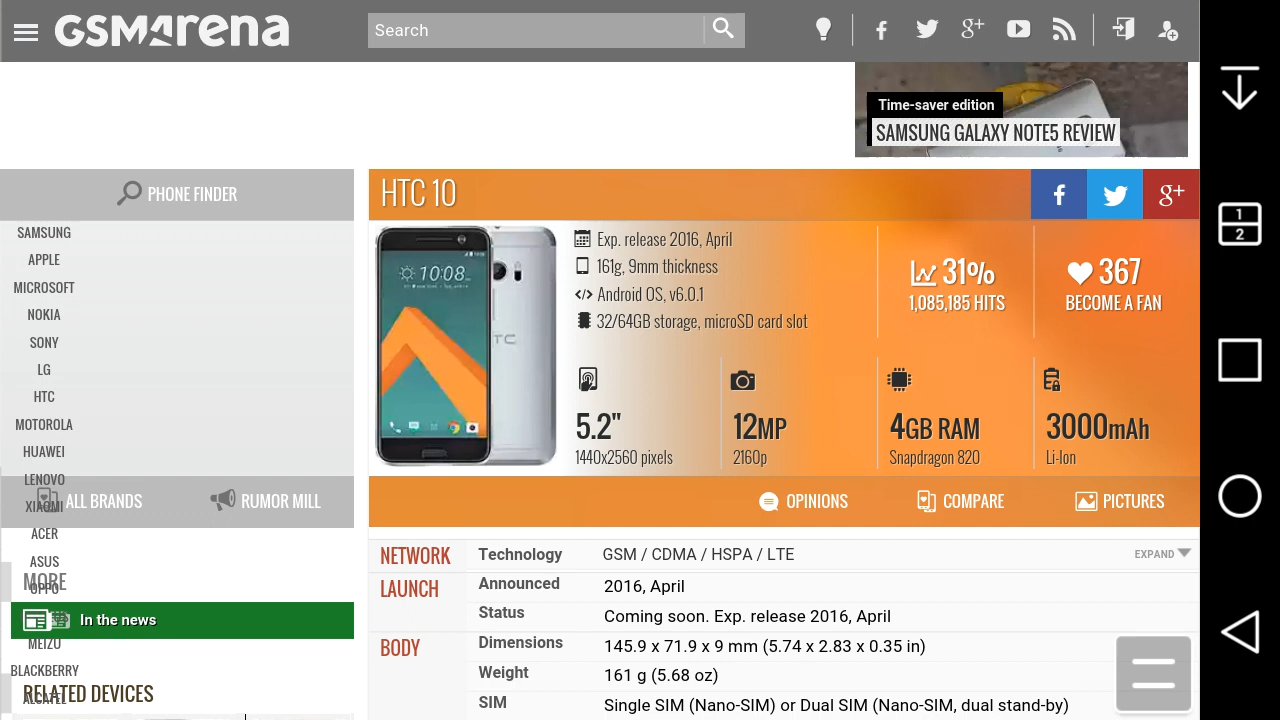 GSMArena
Search
g+
Time-saver edition
SAMSUNG GALAXY NOTE5 REVIEW
PHONE FINDER
SAMSUNG
APPLE
MICROSOFT
NOKIA
SONY
LG
HTC
MOTOROLA
HUAWEI
LENOVO
XIAOMI
ACER
ASUS
OPPO
MEIZU
BLACKBERRY
ALCATEL
ALL BRANDS
RUMOR MILL
MORE
In the news
RELATED DEVICES
HTC 10
g+
10:08
Exp. release 2016, April
161g, 9mm thickness
Android OS, v6.0.1
32/64GB storage, microSD card slot
31%
1,085,185 HITS
367
BECOME A FAN
5.2"
1440x2560 pixels
12MP
2160p
4GB RAM
Snapdragon 820
3000mAh
Li-Ion
OPINIONS
COMPARE
PICTURES
NETWORK Technology GSM / CDMA / HSPA / LTE EXPAND
LAUNCH Announced 2016, April
Status Coming soon. Exp. release 2016, April
BODY Dimensions 145.9 x 71.9 x 9 mm (5.74 x 2.83 x 0.35 in)
Weight 161 g (5.68 oz)
SIM Single SIM (Nano-SIM) or Dual SIM (Nano-SIM, dual stand-by)
1
2